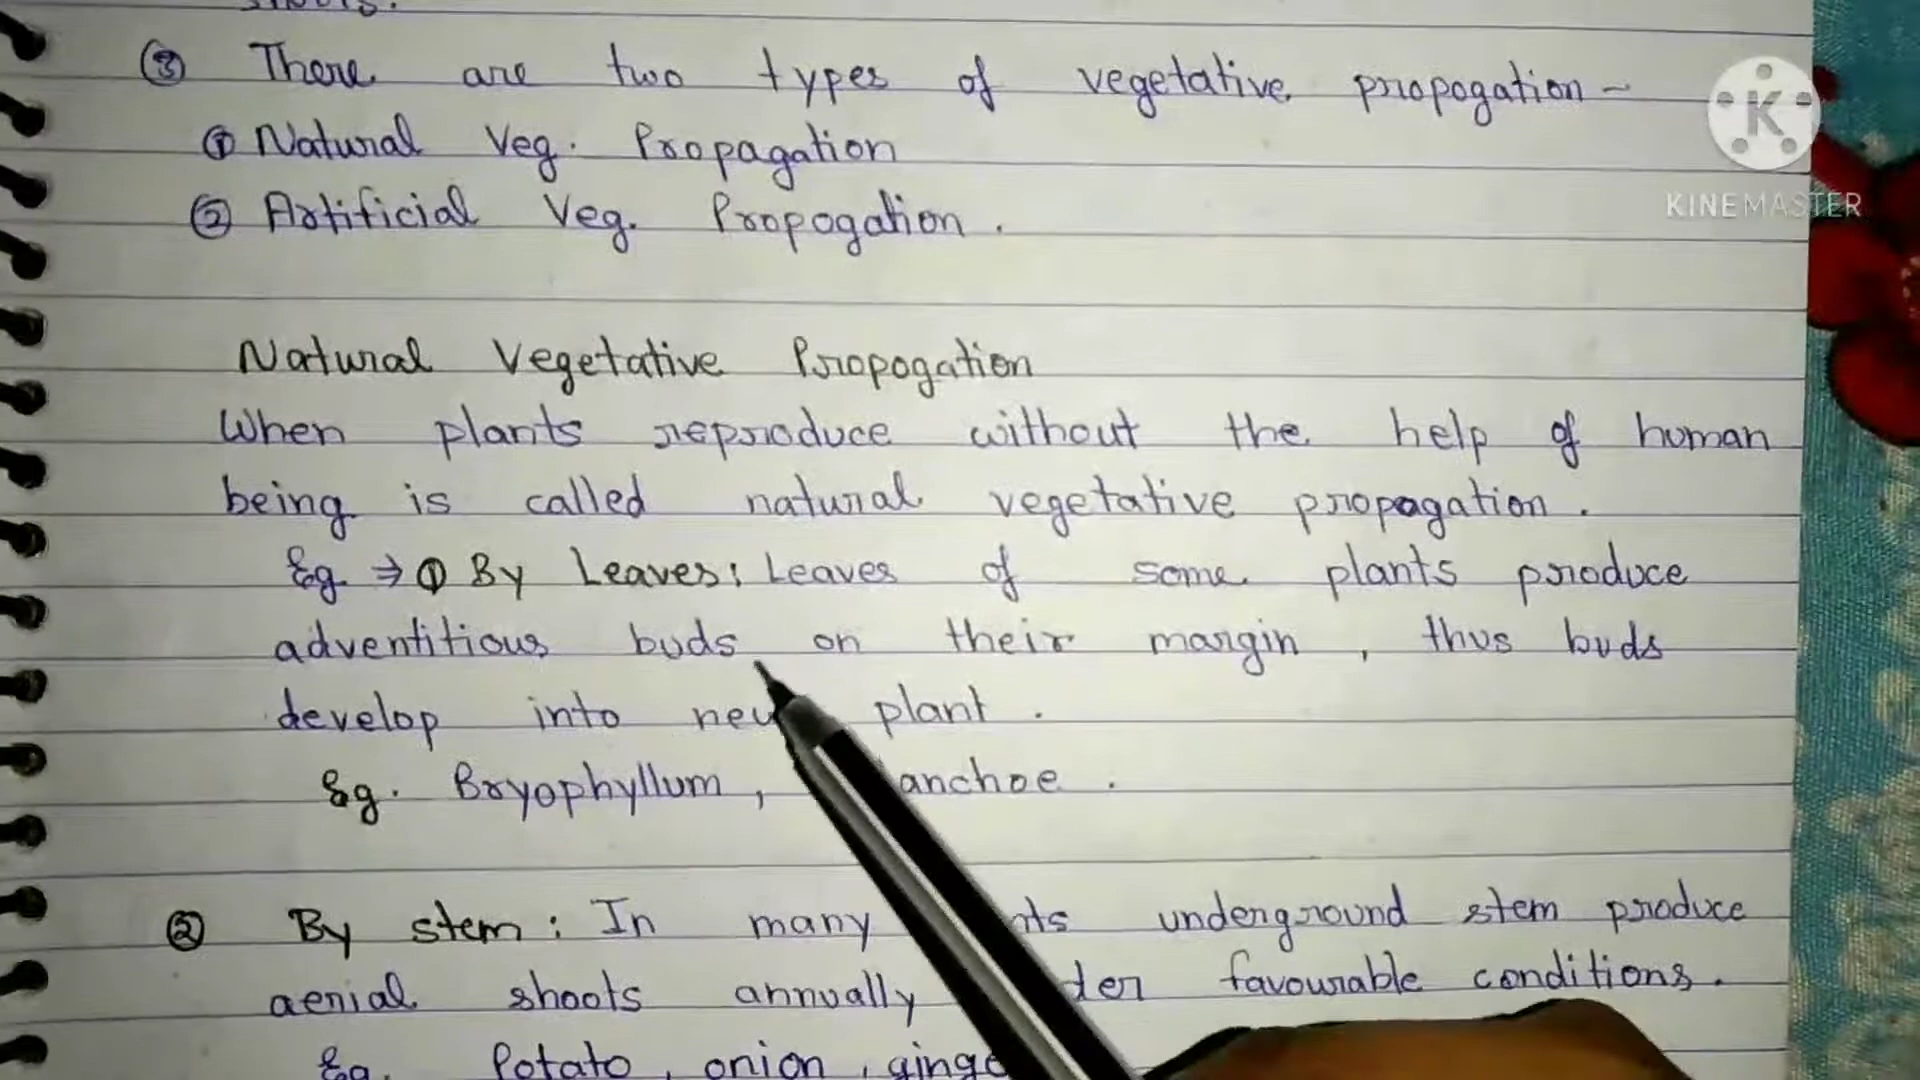 ③ There are two types of vegetative propogation -
① Natural Veg. Propagation
② Artificial Veg. Propogation.
Natural Vegetative Propogation
When plants reproduce without the help of human
being is called natural vegetative propagation.
Eg. ⇒ ① By Leaves: Leaves of some plants produce
adventitious buds on their margin, thus buds
develop into new plant.
Eg. Bryophyllum, anchoe.
② By stem: In many underground stem produce
aerial shoots annually favourable conditions.
Eg. Potato, onion,
K
KINEMASTER